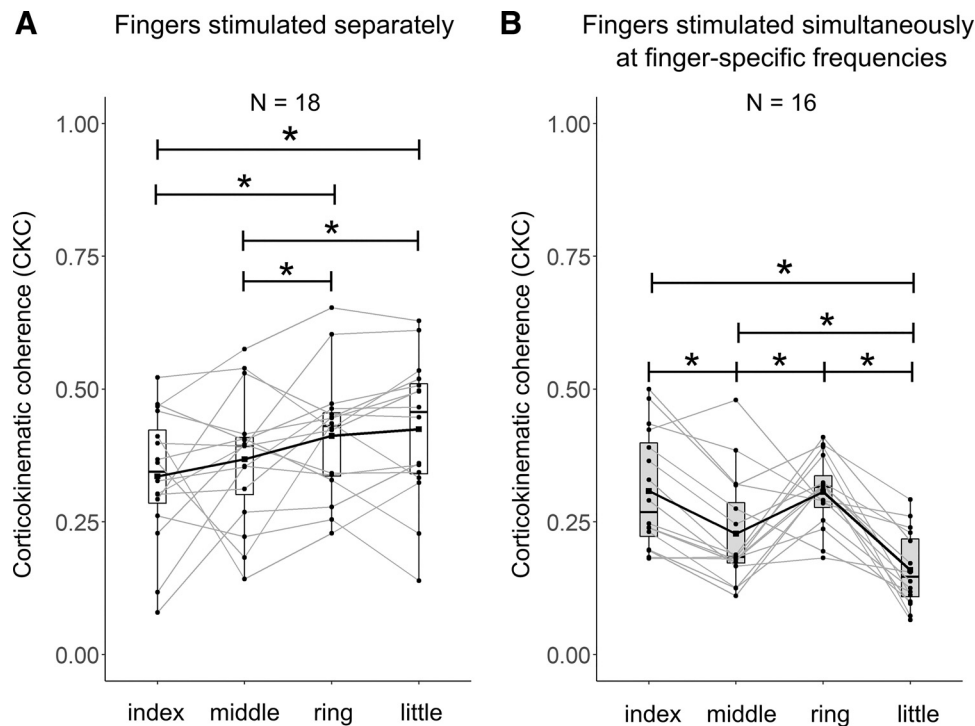 A
Fingers stimulated separately
N = 18
Corticokinematic coherence (CKC)
1.00
0.75
0.50
0.25
0.00
*
*
*
*
index middle ring little
B
Fingers stimulated simultaneously
at finger-specific frequencies
N = 16
Corticokinematic coherence (CKC)
1.00
0.75
0.50
0.25
0.00
*
*
* * *
index middle ring little